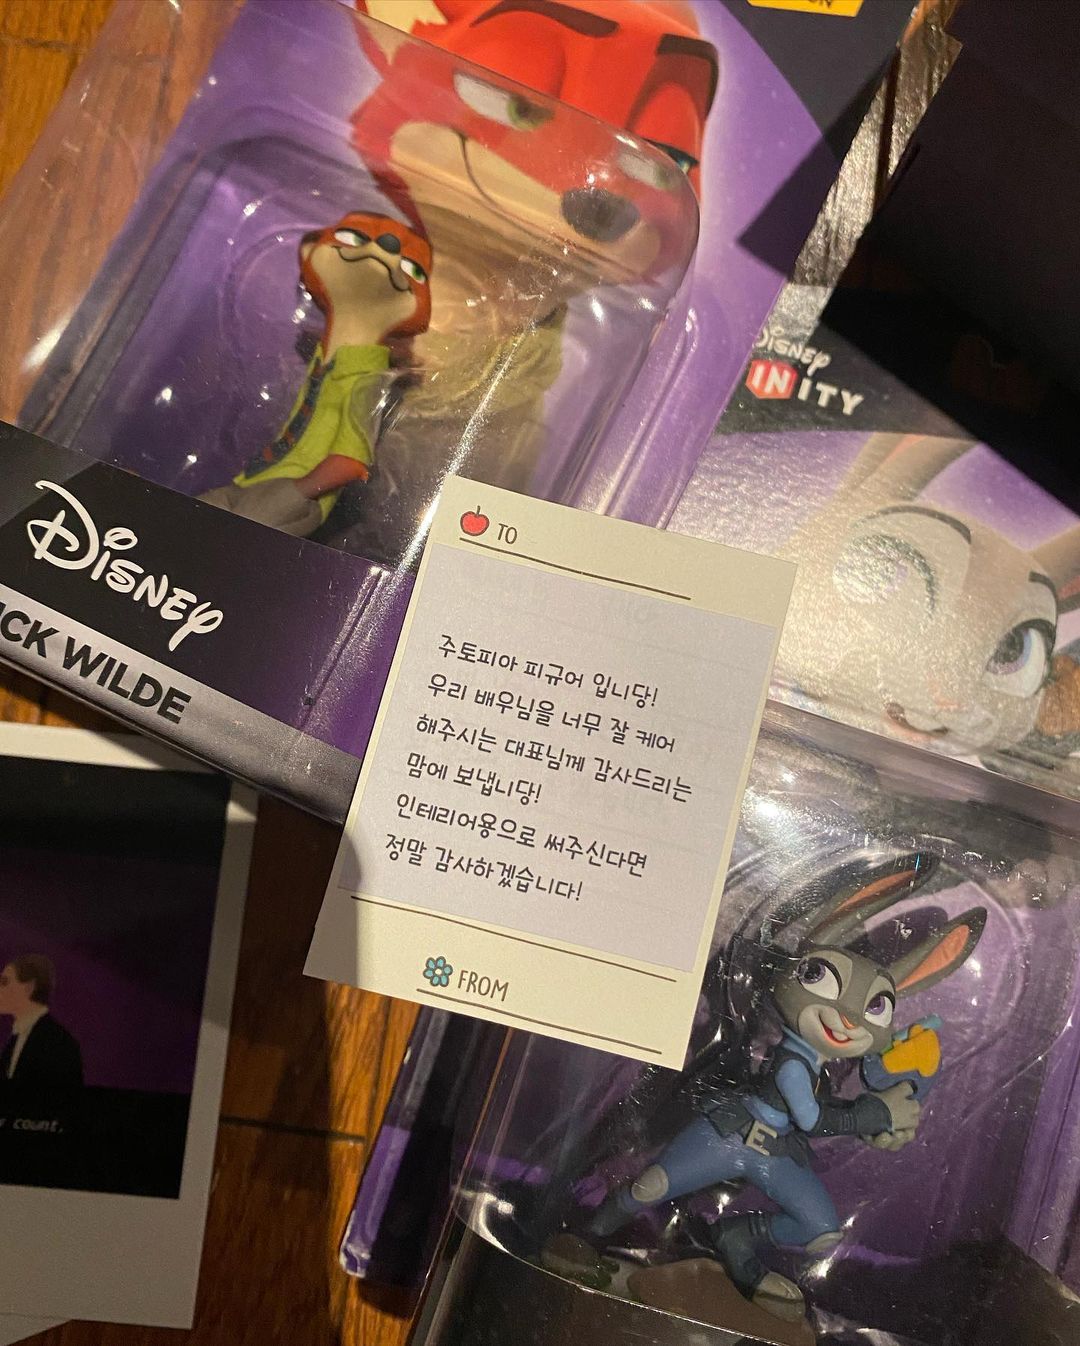 DISNEY
INITY
DISNEY
CK WILDE
TO
주토피아 피규어 입니당!
우리 배우님을 너무 잘 케어
해주시는 대표님께 감사드리는
맘에 보냅니당!
인테리어용으로 써주신다면
정말 감사하겠습니다!
FROM
count.